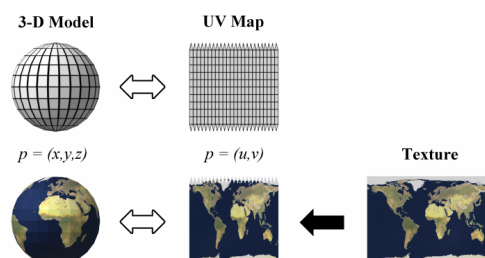 3-D Model
UV Map
p = (x,y,z)
p = (u,v)
Texture